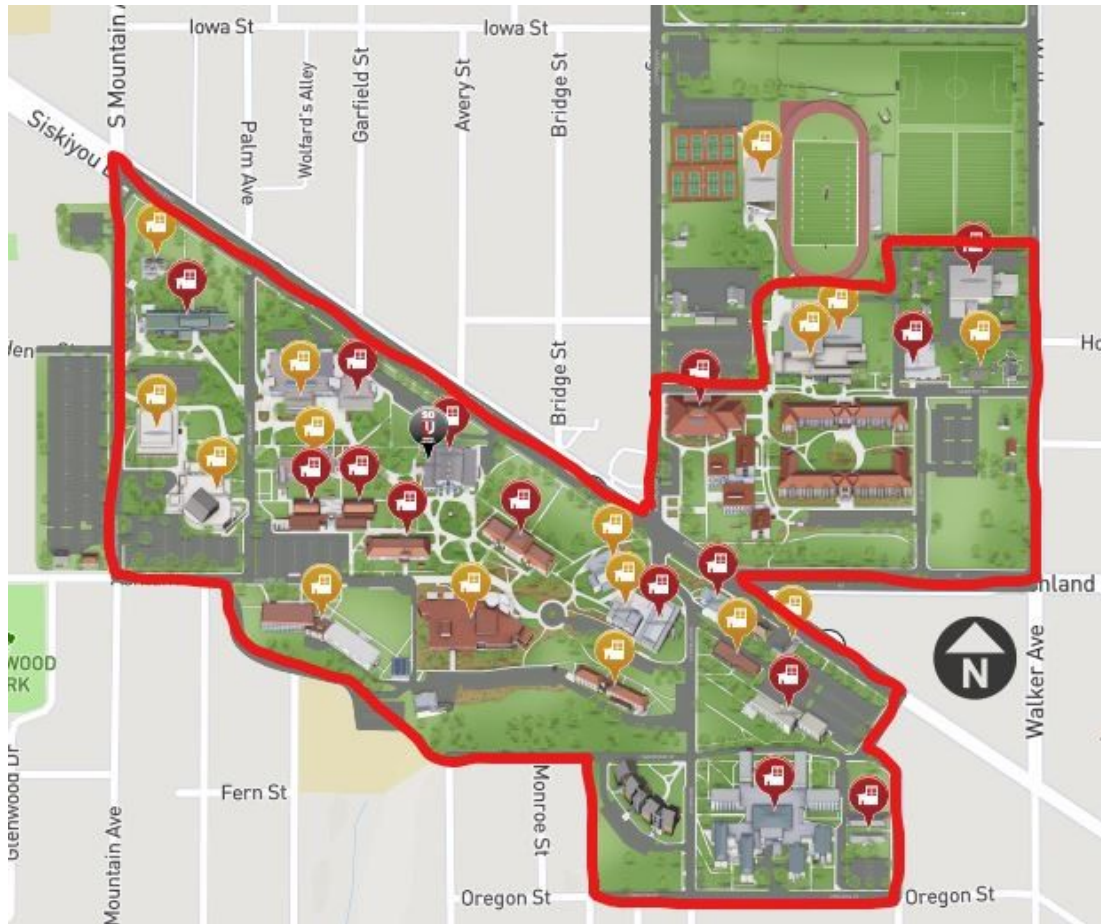 Iowa St
Iowa St
S Mountain A
Siskiyou B
Palm Ave
Wolfard's Alley
Garfield St
Avery St
Bridge St
Bridge St
SO
U
Ho
WOOD
RK
N
Walker Ave
nland
Glenwood Dr
Mountain Ave
Fern St
Monroe St
Oregon St
Oregon St